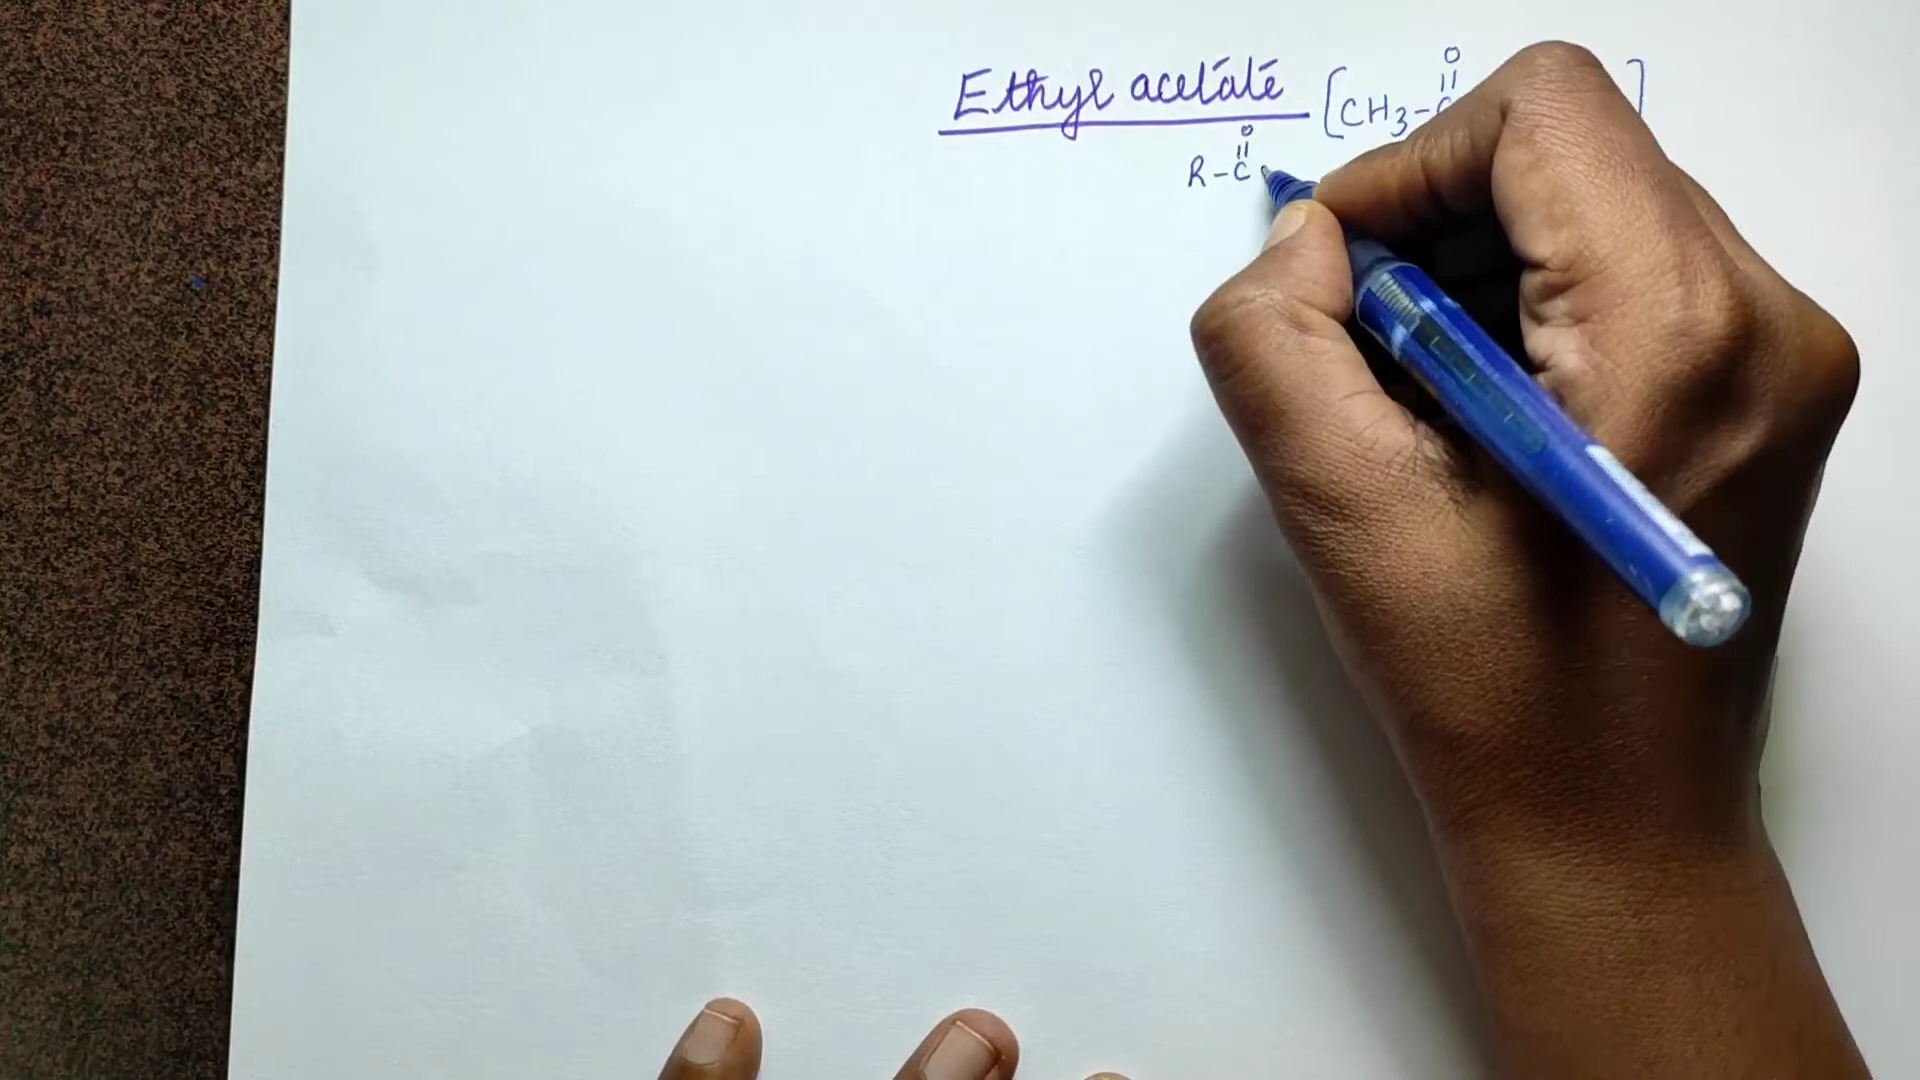 Ethyl acetate [CH3-C ]
O
||
R-C
O
||